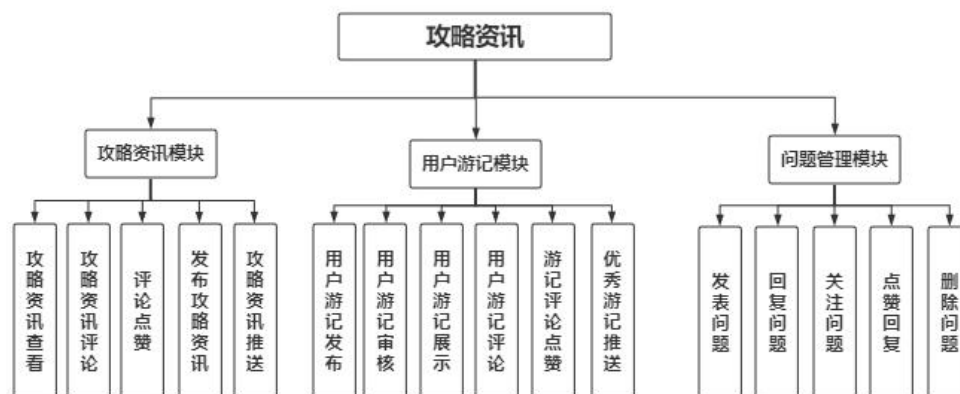 攻略资讯
攻略资讯模块
用户游记模块
问题管理模块
攻略资讯查看
攻略资讯评论
评论点赞
发布攻略资讯
攻略资讯推送
用户游记发布
用户游记审核
用户游记展示
用户游记评论
游记评论点赞
优秀游记推送
发表问题
回复问题
关注问题
点赞回复
删除问题